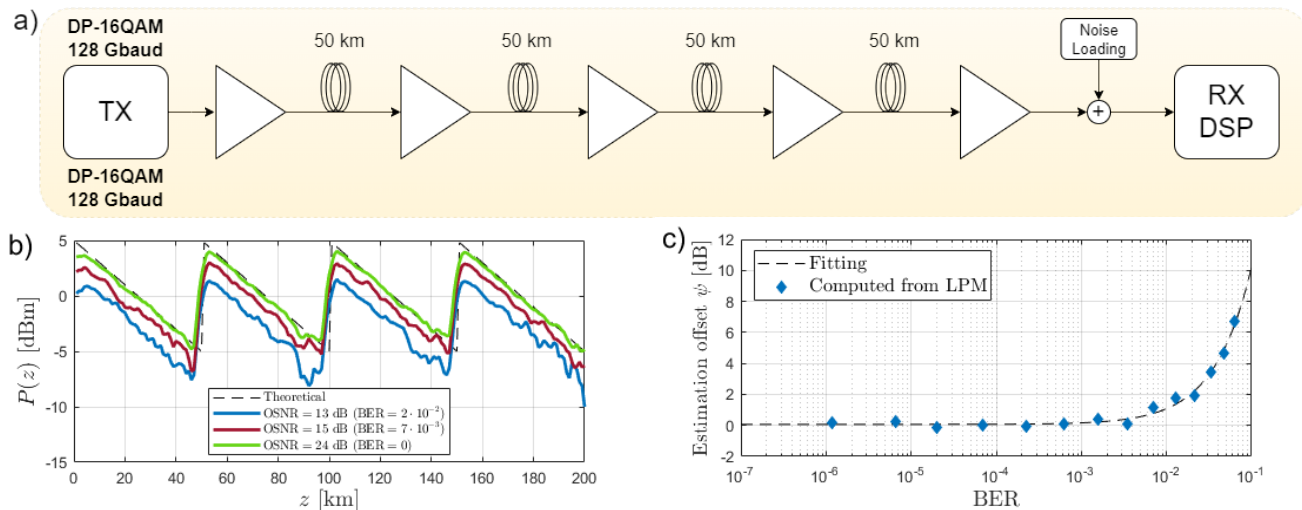 a)
DP-16QAM
128 Gbaud
TX
DP-16QAM
128 Gbaud
50 km
50 km
50 km
50 km
Noise
Loading
+
RX
DSP
b)
P(z) [dBm]
5
0
-5
-10
-15
0
20
40
60
80
100
120
140
160
180
200
z [km]
Theoretical
OSNR = 13 dB (BER = 2 · 10⁻²)
OSNR = 15 dB (BER = 7 · 10⁻³)
OSNR = 24 dB (BER = 0)
c)
Estimation offset ψ [dB]
12
10
8
6
4
2
0
-2
10⁻⁷
10⁻⁶
10⁻⁵
10⁻⁴
10⁻³
10⁻²
10⁻¹
BER
Fitting
Computed from LPM